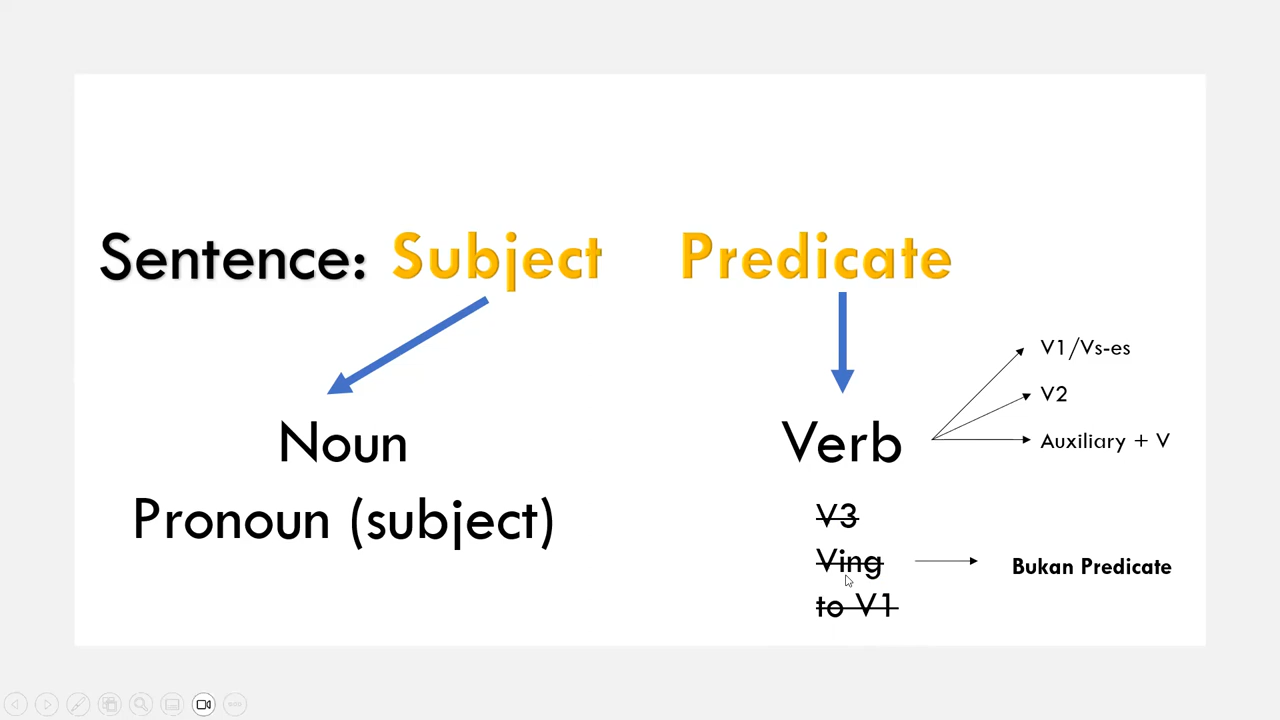 Sentence: Subject Predicate
Noun
Pronoun (subject)
Verb
V1/Vs-es
V2
Auxiliary + V
V3
Ving
to V1
Bukan Predicate